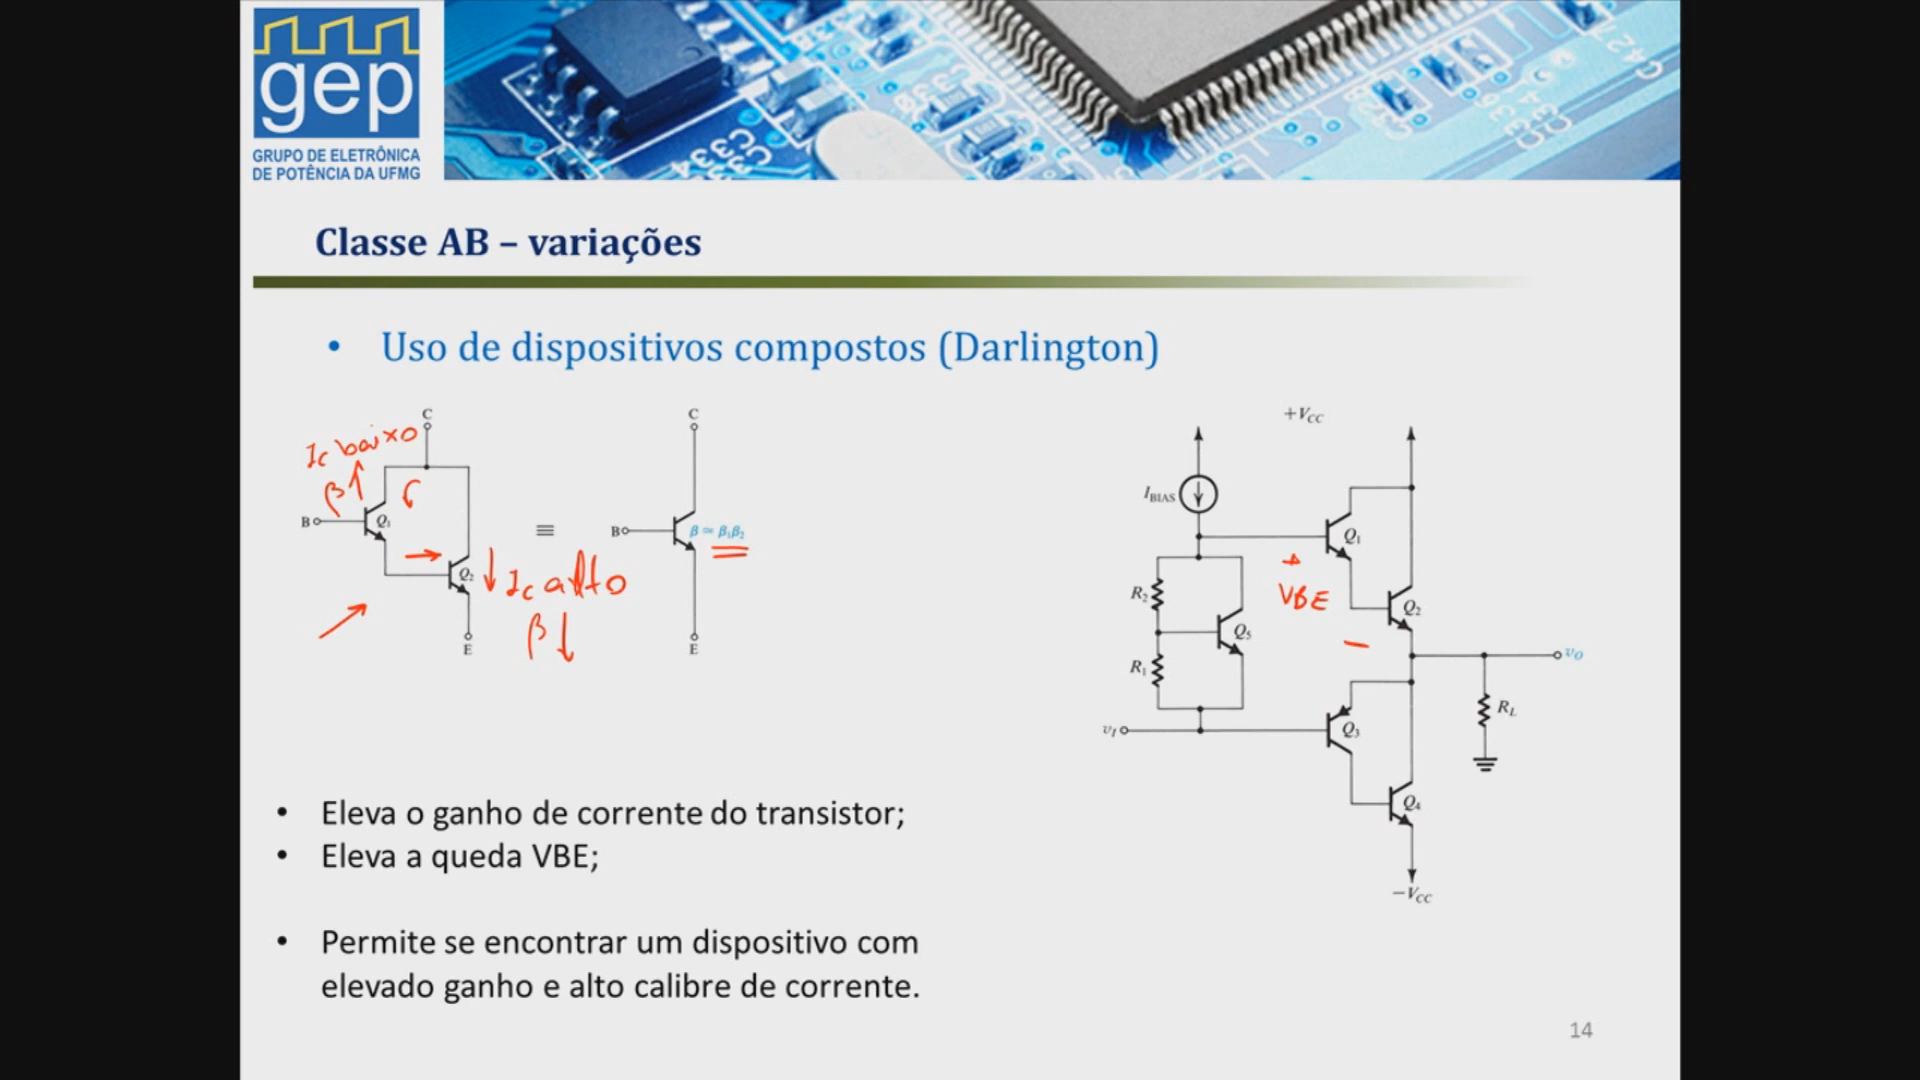 gep
GRUPO DE ELETRÔNICA
DE POTÊNCIA DA UFMG
Classe AB – variações
• Uso de dispositivos compostos (Darlington)
C
Ic baixo
β↑
B
Q1
Q2
E
Ic alto
β↓
≡
C
B
β ≃ β1β2
E
+VCC
IBIAS
Q1
+
VBE
−
R2
Q5
Q2
R1
vO
vI
Q3
RL
Q4
−VCC
• Eleva o ganho de corrente do transistor;
• Eleva a queda VBE;
• Permite se encontrar um dispositivo com
elevado ganho e alto calibre de corrente.
14